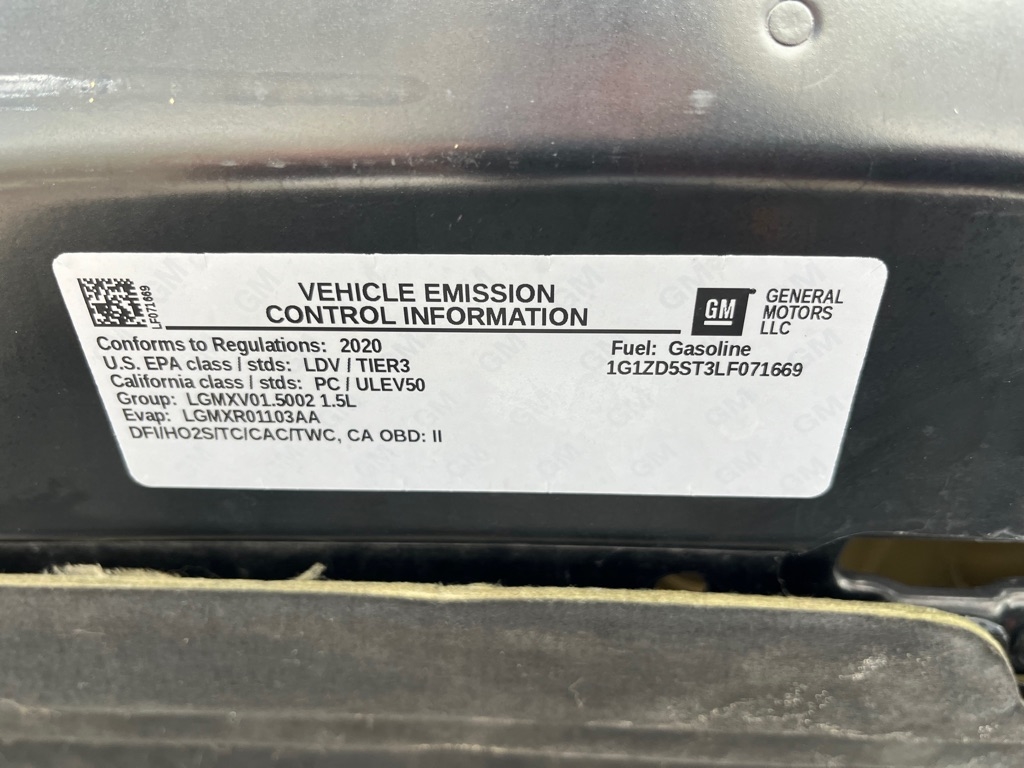 LF071669
VEHICLE EMISSION
CONTROL INFORMATION
GM
GENERAL
MOTORS
LLC
Conforms to Regulations: 2020
U.S. EPA class / stds: LDV / TIER3
California class / stds: PC / ULEV50
Group: LGMXV01.5002 1.5L
Evap: LGMXR01103AA
DFI/HO2S/TC/CAC/TWC, CA OBD: II
Fuel: Gasoline
1G1ZD5ST3LF071669